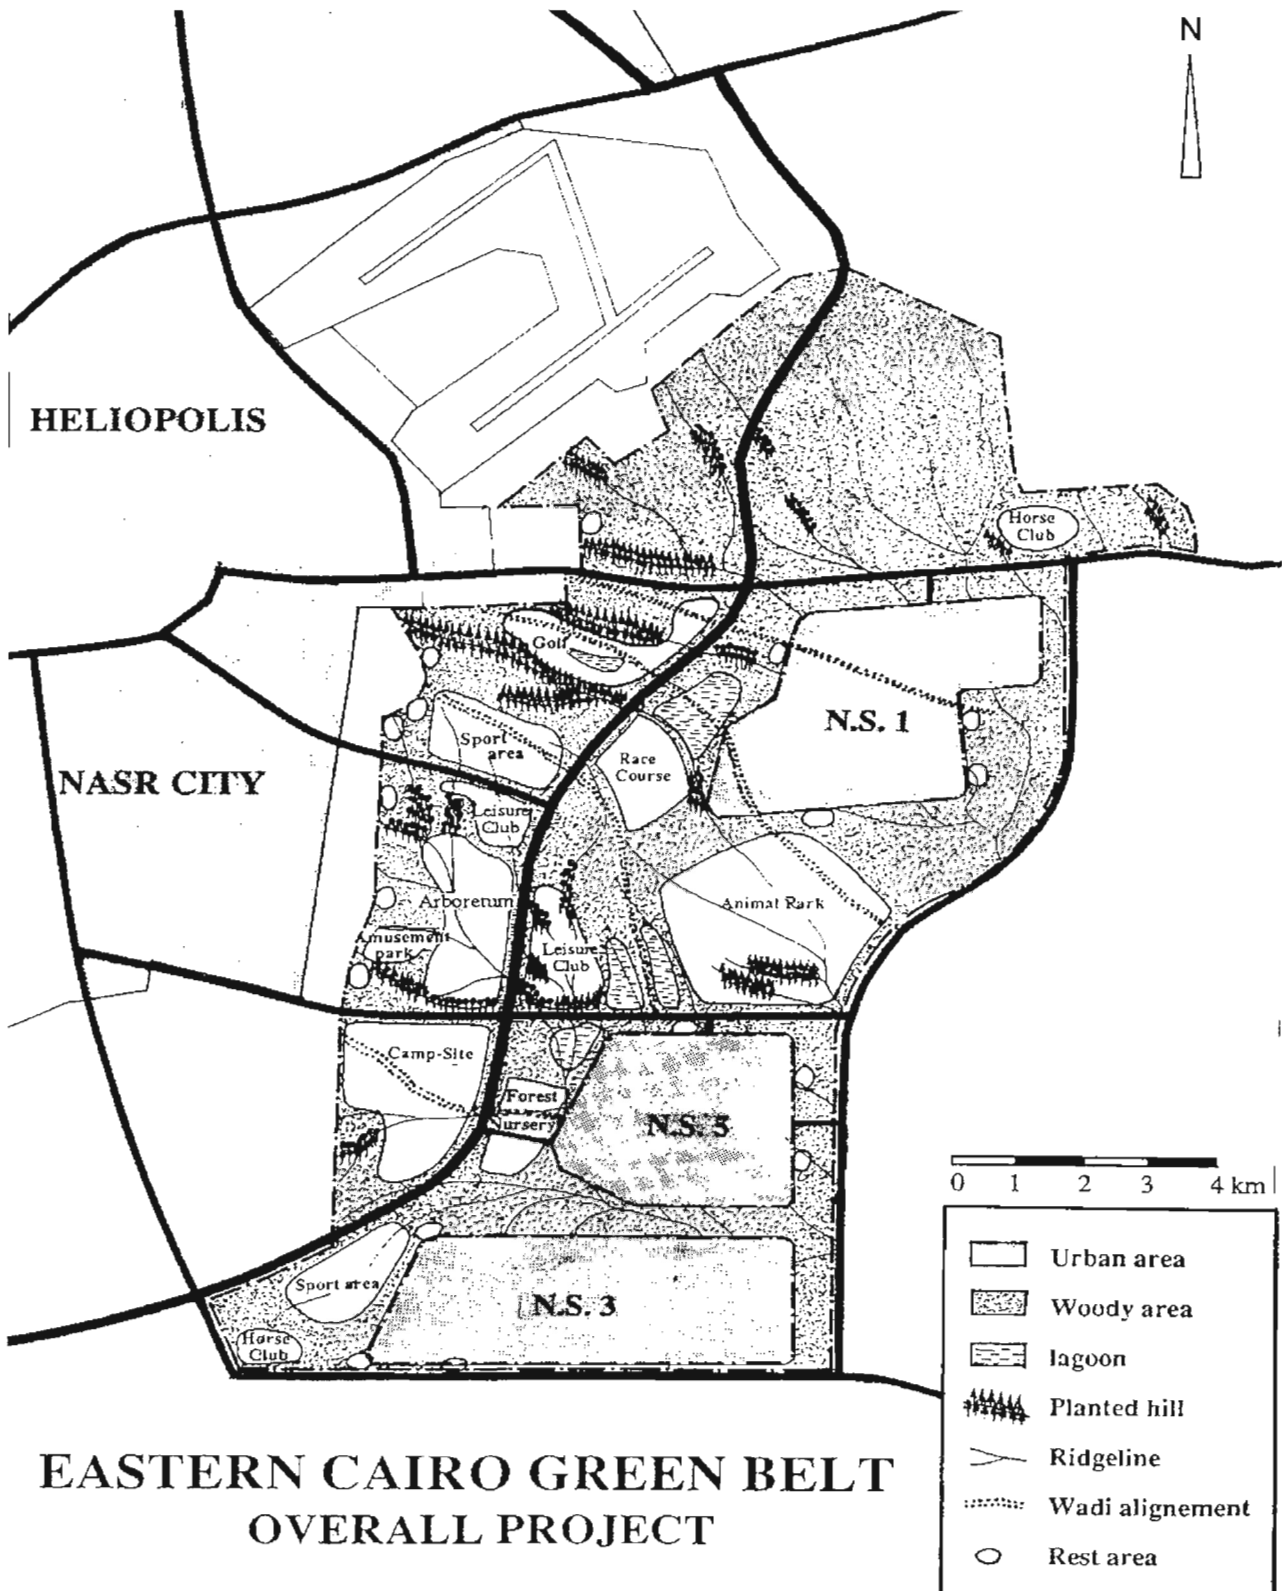 N
HELIOPOLIS
Horse
Club
Golf
N.S. 1
Sport
area
Race
Course
NASR CITY
Leisure
Club
Arboretum
Animal Park
Amusement
park
Leisure
Club
Camp-Site
Forest
Nursery
N.S. 5
0 1 2 3 4 km
Sport area
N.S. 3
Horse
Club
Urban area
Woody area
lagoon
Planted hill
Ridgeline
Wadi alignement
Rest area
EASTERN CAIRO GREEN BELT
OVERALL PROJECT